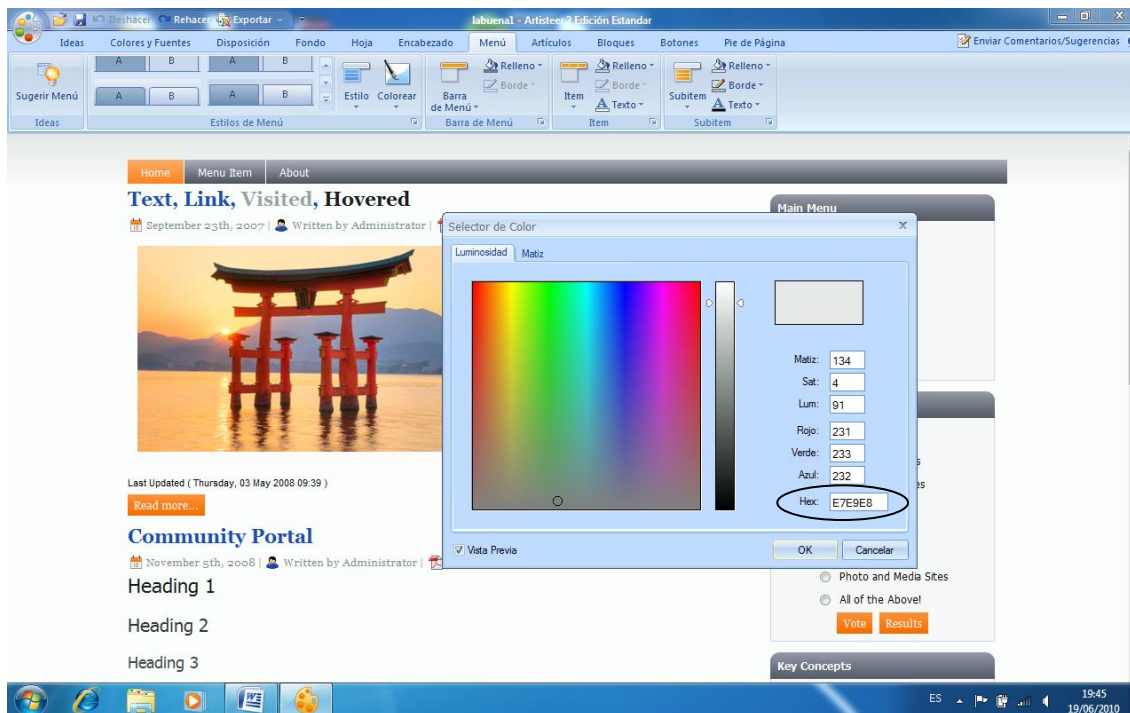 Deshacer Rehacer Exportar labuena1 - Artisteer 2 Edición Estandar
Ideas Colores y Fuentes Disposición Fondo Hoja Encabezado Menú Artículos Bloques Botones Pie de Página Enviar Comentarios/Sugerencias
A B A B Relleno Relleno Relleno
Sugerir Menú A B A B Estilo Colorear Barra de Menú Borde Item Borde Texto Subitem Borde Texto
Ideas Estilos de Menú Barra de Menú Item Subitem
Home Menu Item About
Text, Link, Visited, Hovered
Main Menu
September 23th, 2007 | Written by Administrator |
Selector de Color
Luminosidad Matiz
Matiz: 134
Sat: 4
Lum: 91
Rojo: 231
Verde: 233
Azul: 232
Hex: E7E9E8
Last Updated ( Thursday, 03 May 2008 09:39 )
Read more...
Community Portal
Vista Previa OK Cancelar
November 5th, 2008 | Written by Administrator |
Heading 1
Photo and Media Sites
All of the Above!
Vote Results
Heading 2
Heading 3
Key Concepts
ES 19:45
19/06/2010